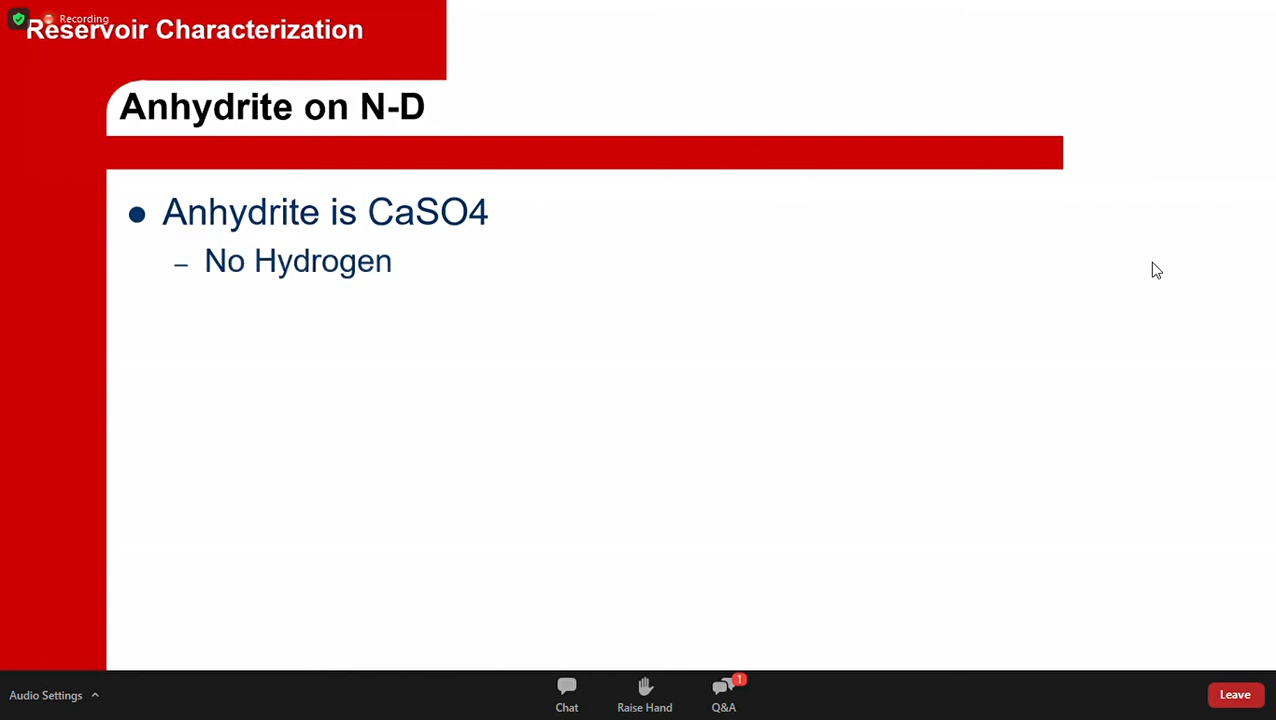 Recording
Reservoir Characterization
Anhydrite on N-D
Anhydrite is CaSO4
No Hydrogen
Audio Settings
Chat
Raise Hand
1
Q&A
Leave